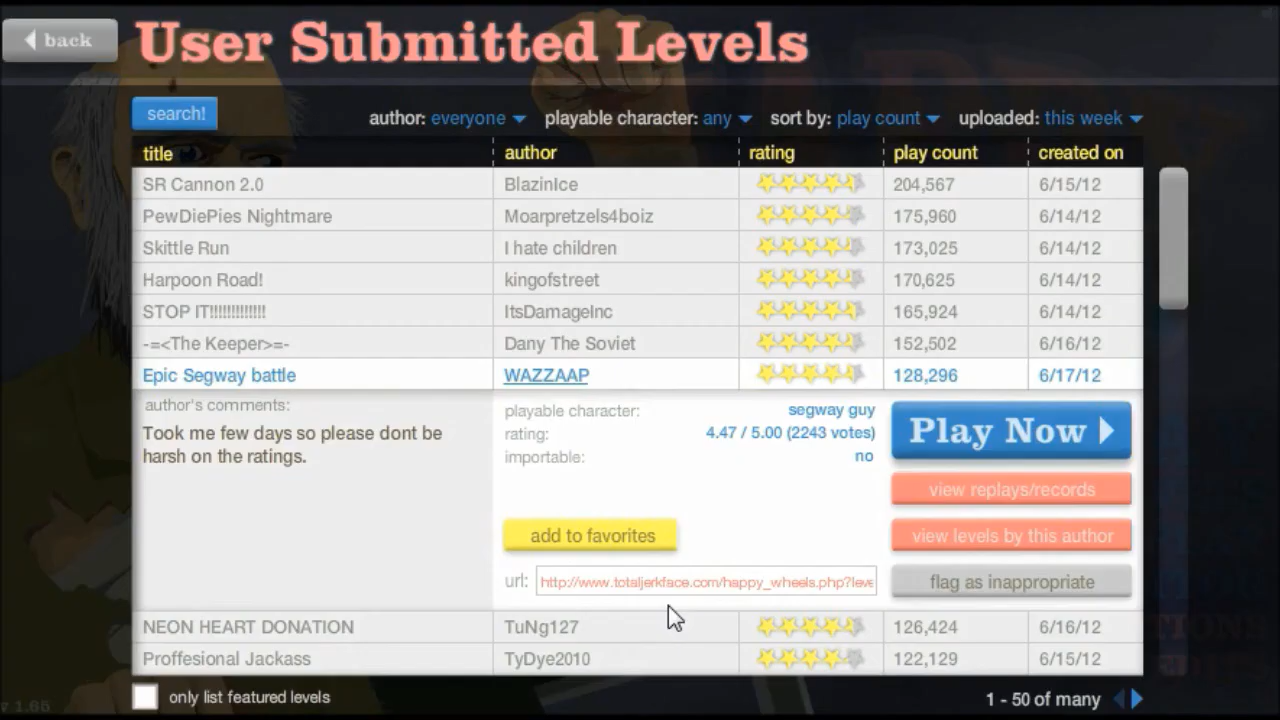 back
User Submitted Levels
search!
author: everyone playable character: any sort by: play count uploaded: this week
title author rating play count created on
SR Cannon 2.0 BlazinIce 204,567 6/15/12
PewDiePies Nightmare Moarpretzels4boiz 175,960 6/14/12
Skittle Run I hate children 173,025 6/14/12
Harpoon Road! kingofstreet 170,625 6/14/12
STOP IT!!!!!!!!!!!!! ItsDamageInc 165,924 6/14/12
-=<The Keeper>=- Dany The Soviet 152,502 6/16/12
Epic Segway battle WAZZAAP 128,296 6/17/12
author's comments:
Took me few days so please dont be
harsh on the ratings.
playable character: segway guy
rating: 4.47 / 5.00 (2243 votes)
importable: no
add to favorites
url: http://www.totaljerkface.com/happy_wheels.php?leve
Play Now
view replays/records
view levels by this author
flag as inappropriate
NEON HEART DONATION TuNg127 126,424 6/16/12
Proffesional Jackass TyDye2010 122,129 6/15/12
only list featured levels
1 - 50 of many
v 1.65